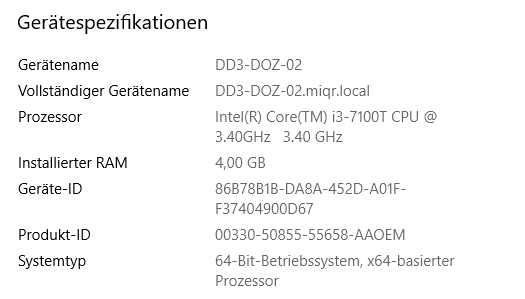 Gerätespezifikationen
Gerätename DD3-DOZ-02
Vollständiger Gerätename DD3-DOZ-02.miqr.local
Prozessor Intel(R) Core(TM) i3-7100T CPU @
3.40GHz 3.40 GHz
Installierter RAM 4,00 GB
Geräte-ID 86B78B1B-DA8A-452D-A01F-
F37404900D67
Produkt-ID 00330-50855-55658-AAOEM
Systemtyp 64-Bit-Betriebssystem, x64-basierter
Prozessor